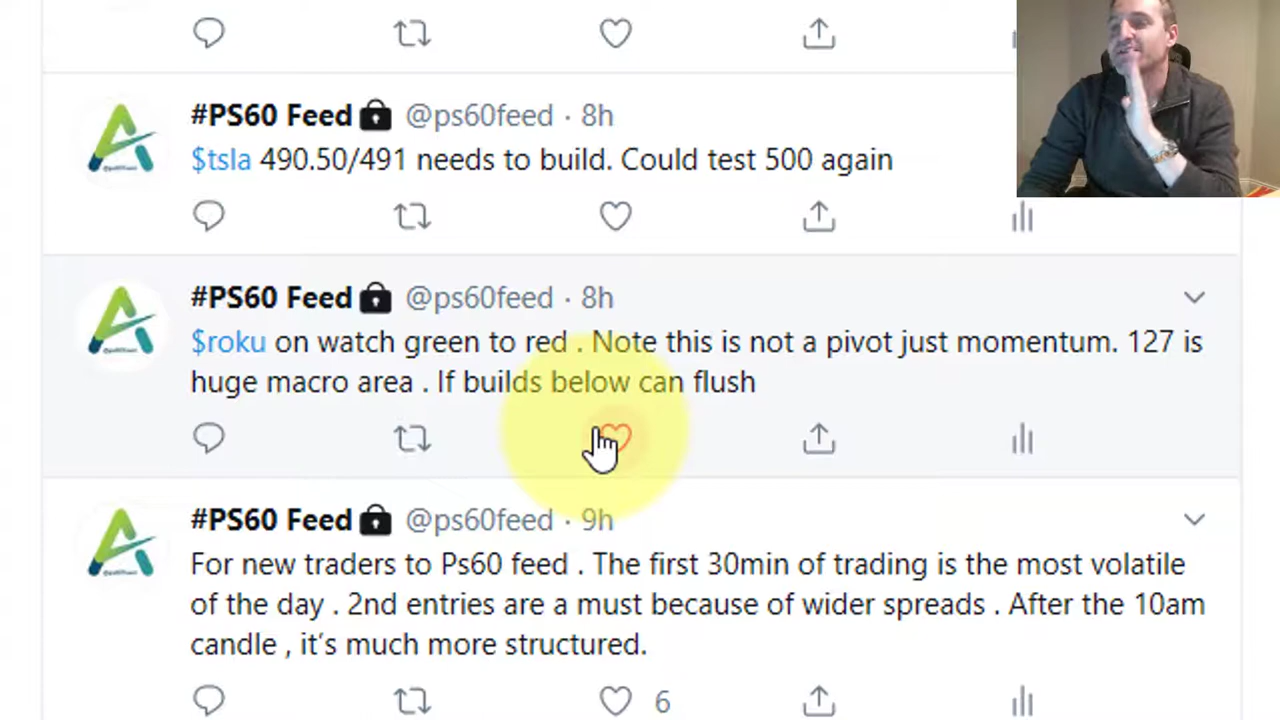 #PS60 Feed @ps60feed · 8h
$tsla 490.50/491 needs to build. Could test 500 again
#PS60 Feed @ps60feed · 8h
$roku on watch green to red . Note this is not a pivot just momentum. 127 is
huge macro area . If builds below can flush
#PS60 Feed @ps60feed · 9h
For new traders to Ps60 feed . The first 30min of trading is the most volatile
of the day . 2nd entries are a must because of wider spreads . After the 10am
candle , it’s much more structured.
6